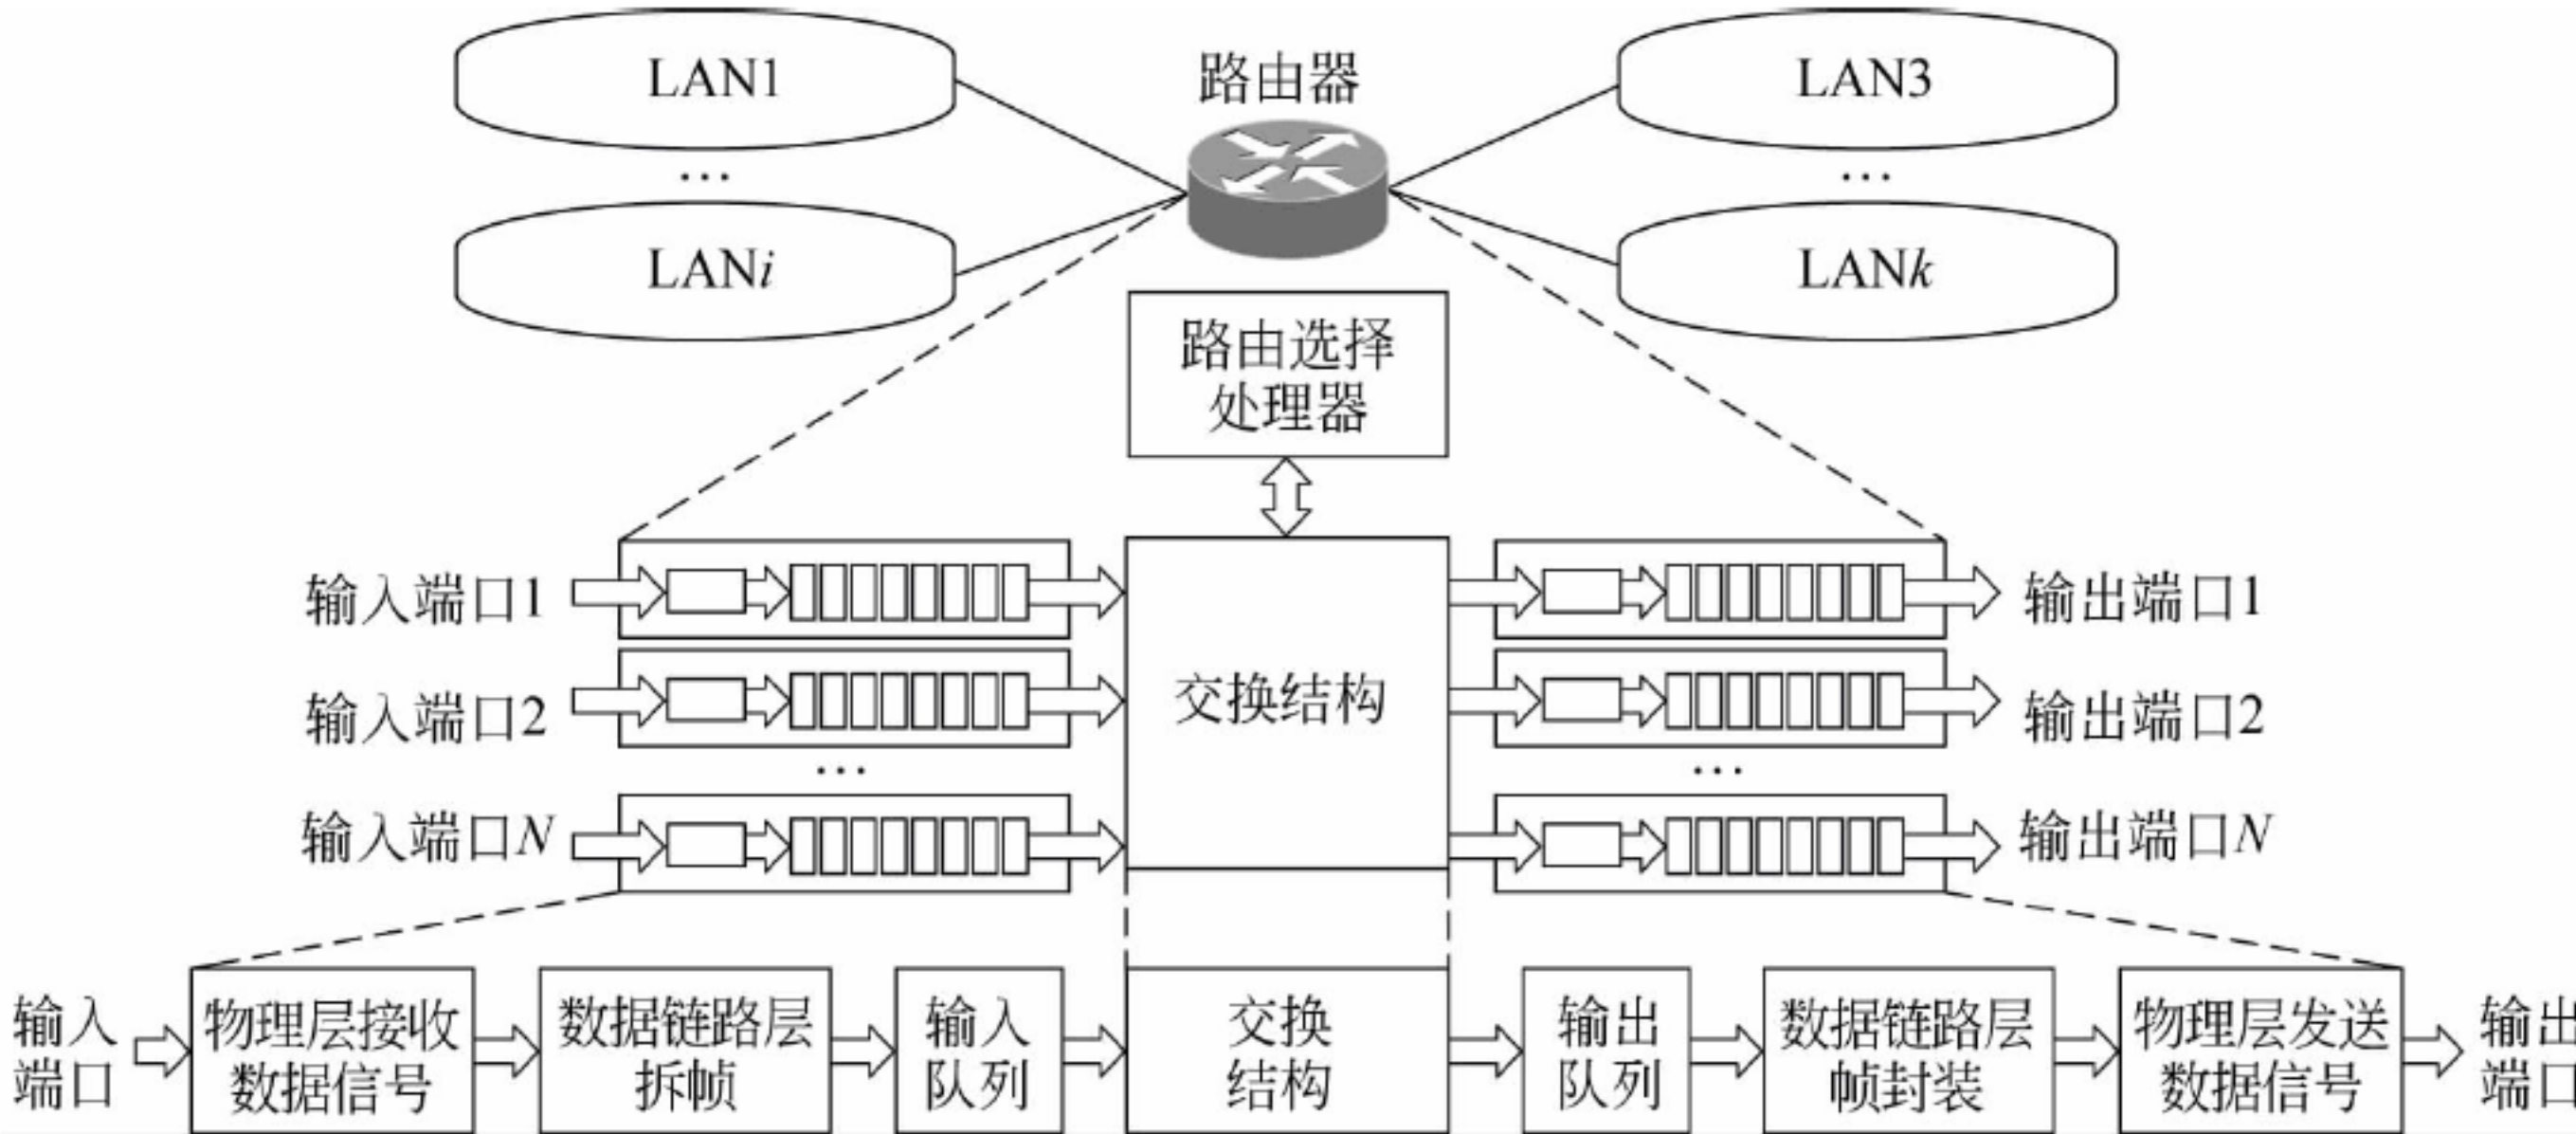 LAN1
路由器
LAN3
…
…
LANi
LANk
路由选择
处理器
输入端口1
输出端口1
输入端口2
交换结构
输出端口2
…
…
输入端口N
输出端口N
输入
端口
物理层接收
数据信号
数据链路层
拆帧
输入
队列
交换
结构
输出
队列
数据链路层
帧封装
物理层发送
数据信号
输出
端口